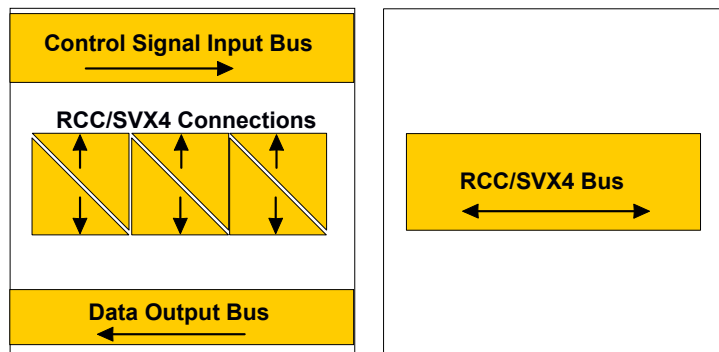 Control Signal Input Bus
RCC/SVX4 Connections
Data Output Bus
RCC/SVX4 Bus